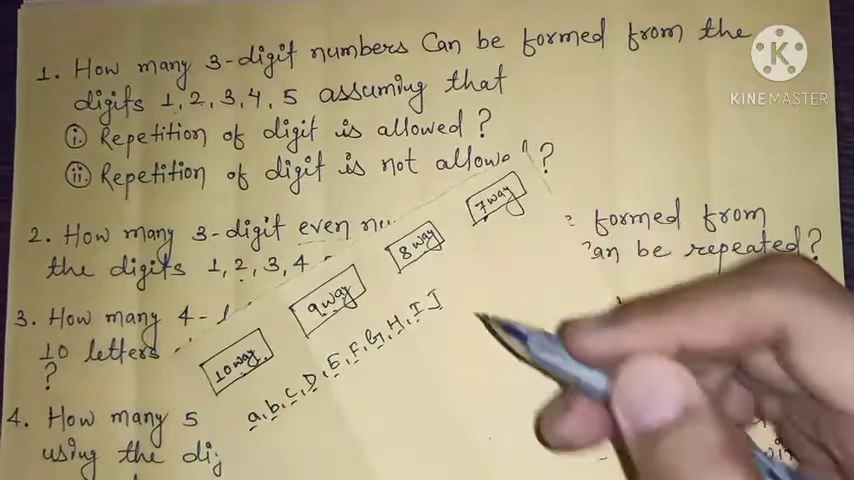 1. How many 3-digit numbers Can be formed from the
digits 1, 2, 3, 4, 5 assuming that
(i). Repetition of digit is allowed ?
(ii) Repetition of digit is not ?
2. How many 3-digit even formed from
the digits 1, 2, 3, 4 can be repeated ?
3. How many 4-
10 letters
?
4. How many 5
using the
10 way 9 way 8 way 7 way
a, b, C, D, E, F, G, H, I J
KINEMASTER